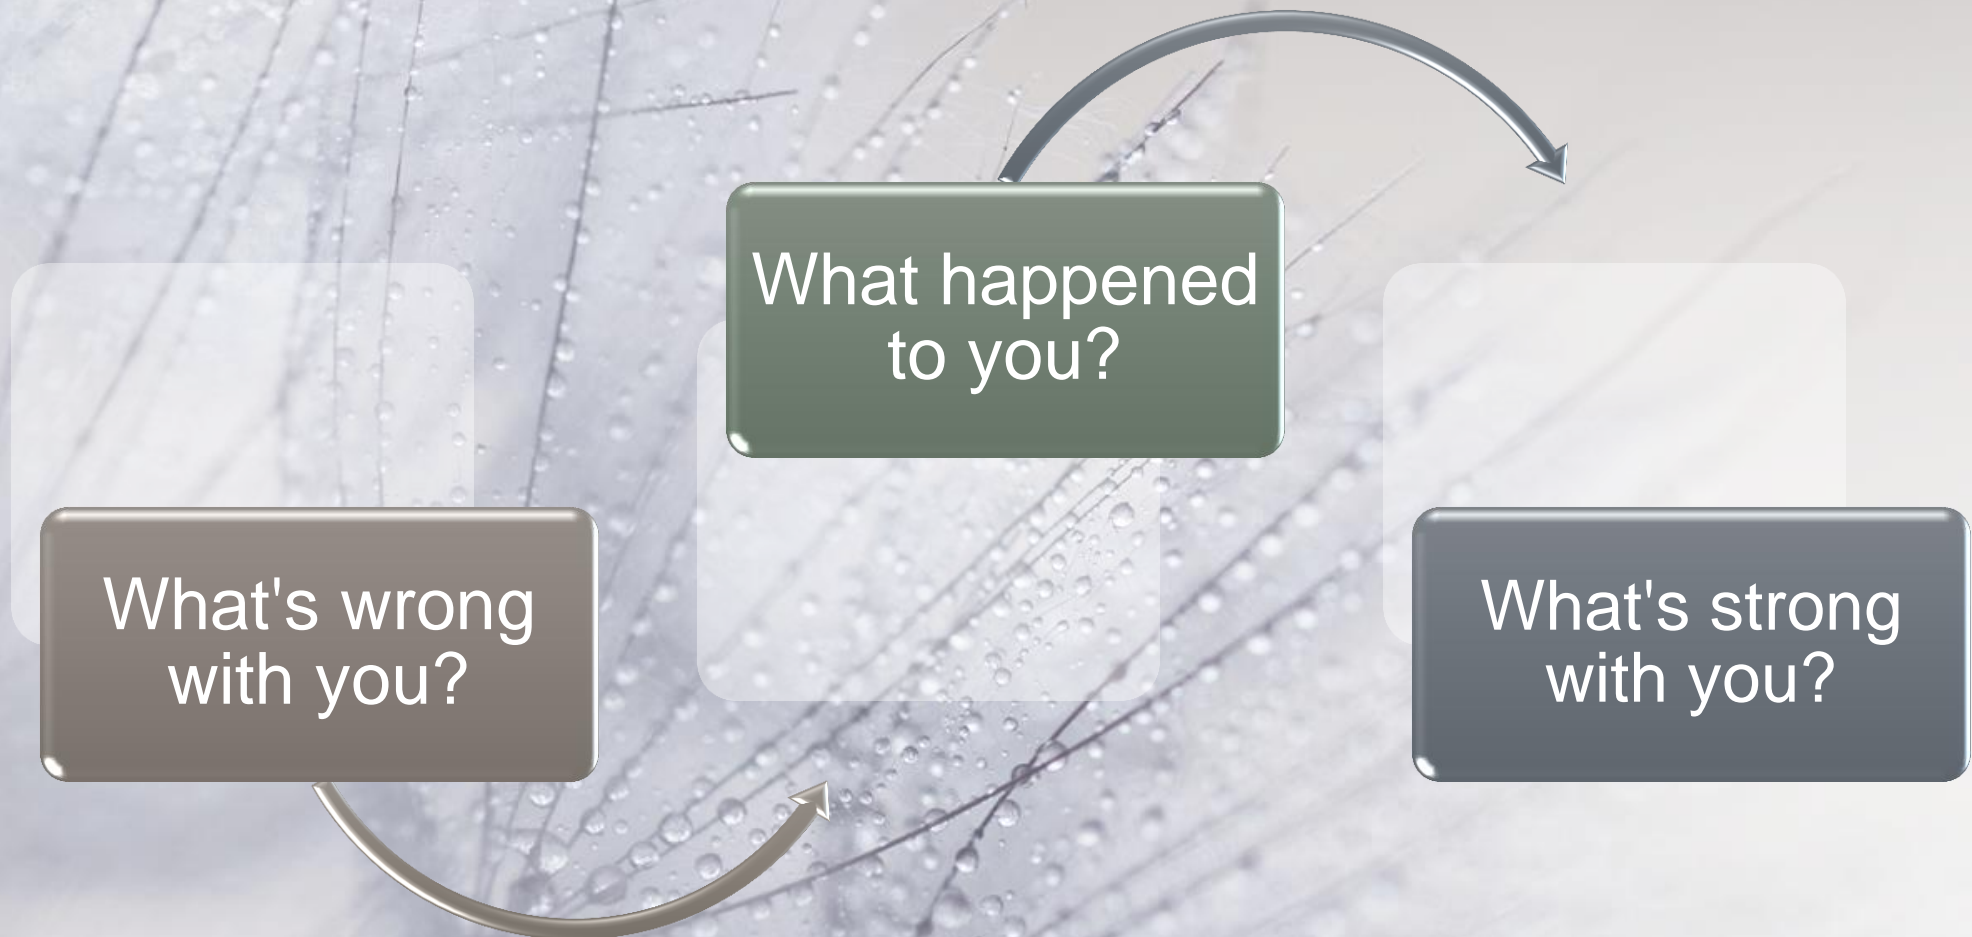 What's wrong
with you?
What happened
to you?
What's strong
with you?